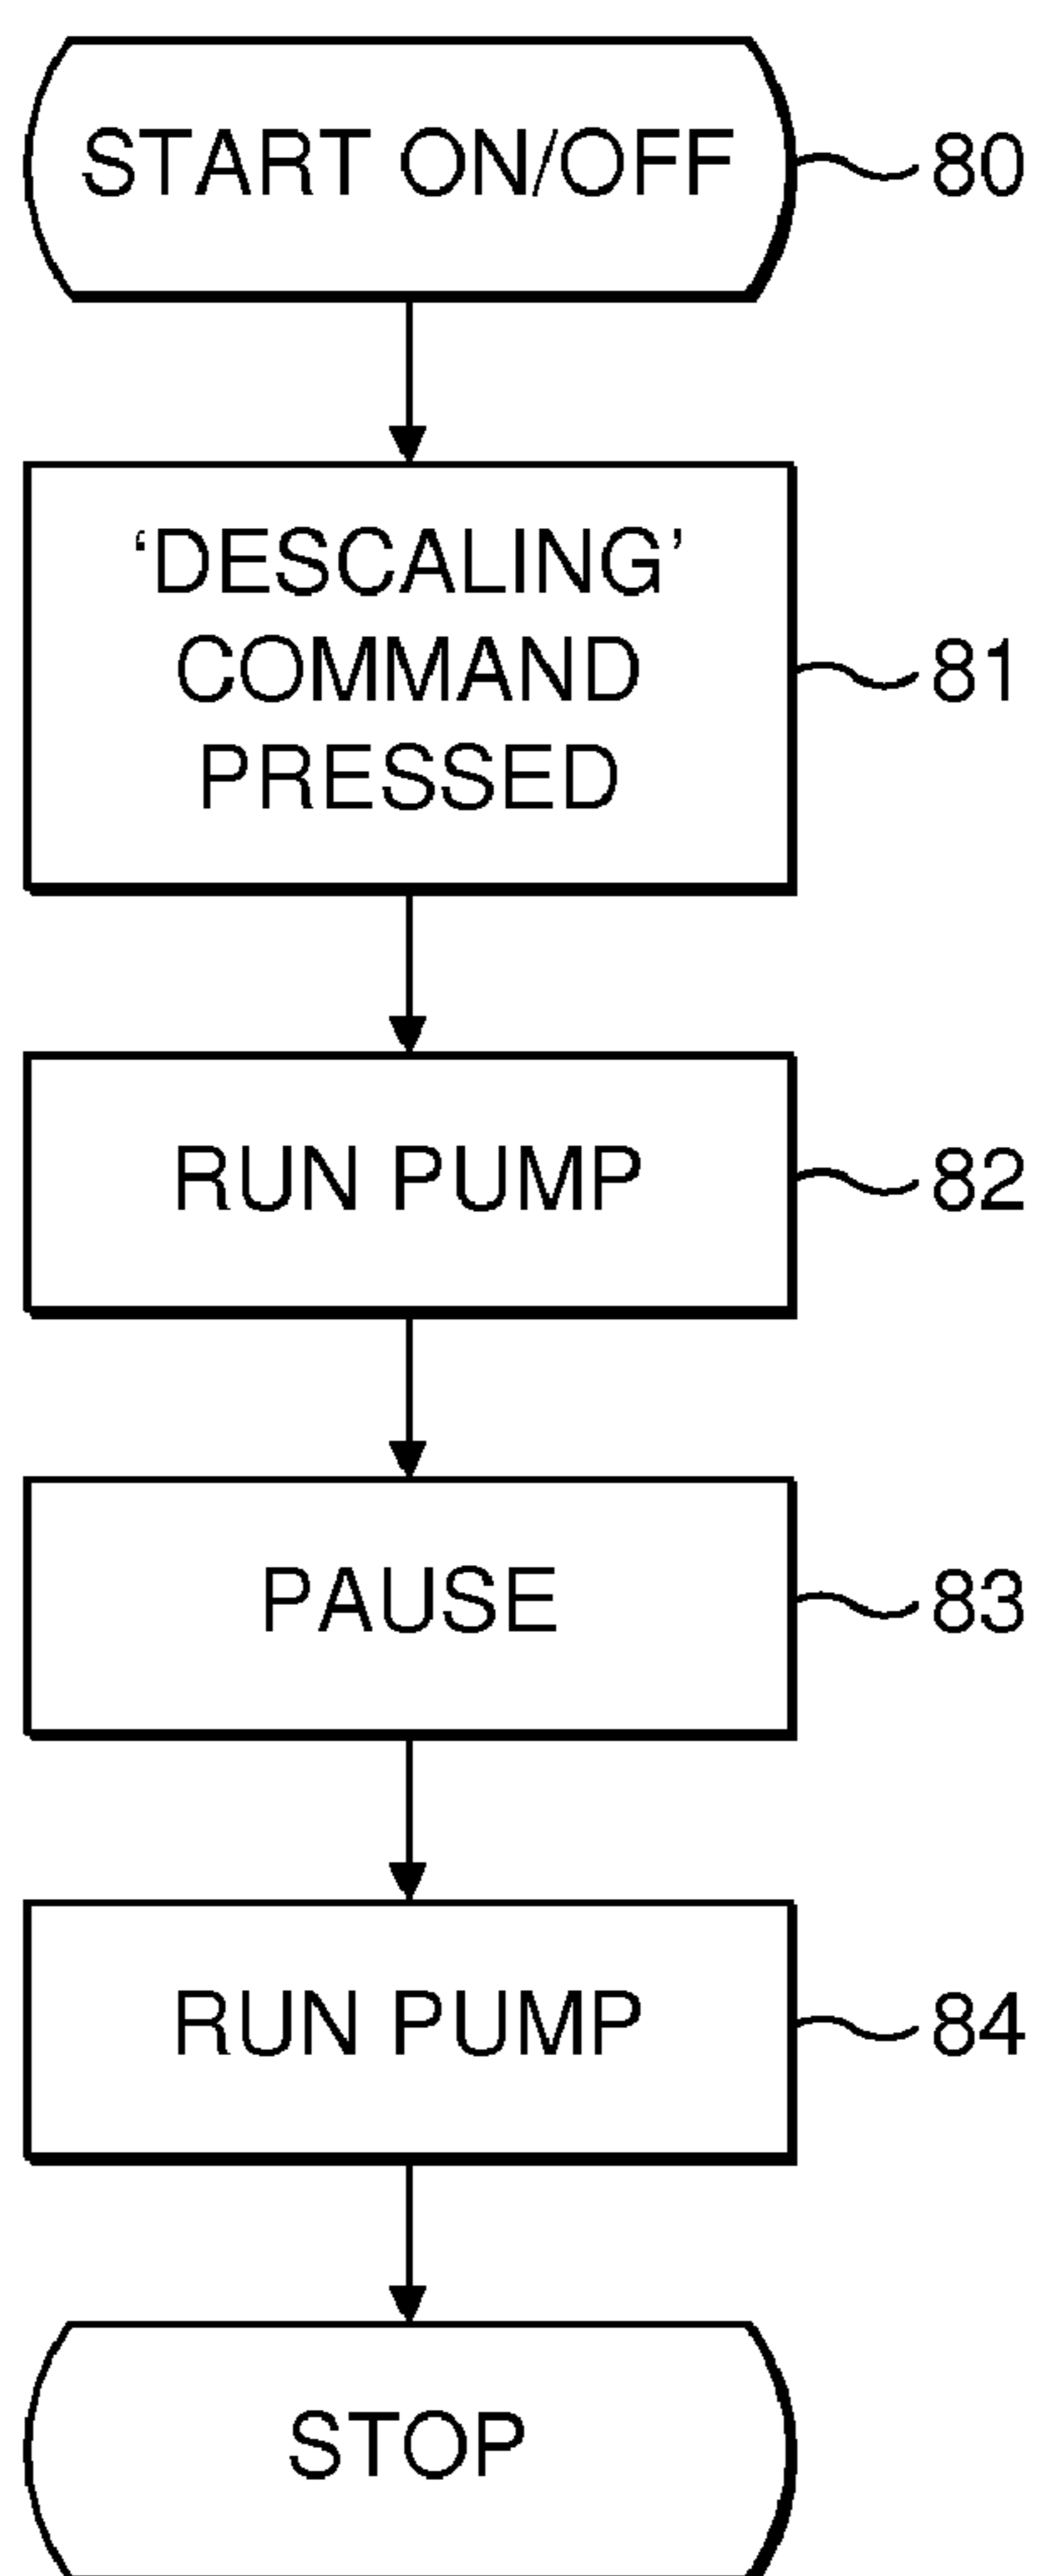 START ON/OFF
80
‘DESCALING’
COMMAND
PRESSED
81
RUN PUMP
82
PAUSE
83
RUN PUMP
84
STOP